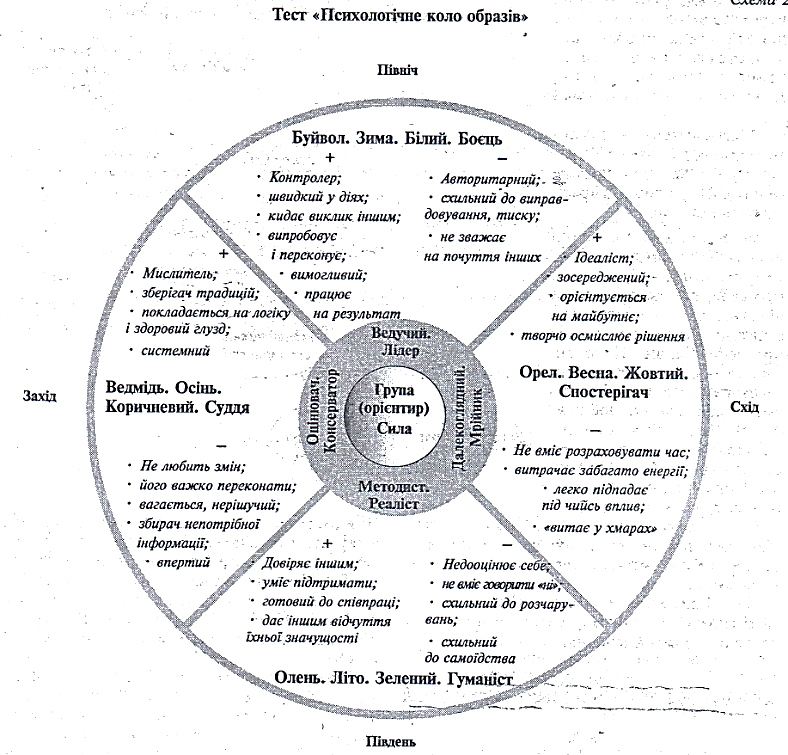 Схеми 2
Тест «Психологічне коло образів»
Північ
Буйвол. Зима. Білий. Боєць
+
· Контролер;
· швидкий у діях;
· кидає виклик іншим;
· випробовує
і персконує;
· вимогливий;
· працює
на результат
–
· Авторитарний;
· схильний до виправ-
довування, тиску;
· не зважає
на почуття інших
+
· Мислитель;
· зберігач традицій;
· покладається на логіку
і здоровий глузд;
· системний
+
· Ідеаліст;
· зосереджений;
· орієнтується
на майбутнє;
· творчо осмислює рішення
Ведучий.
Лідер
Оцінювач.
Консерватор
Група
(орієнтир)
Сила
Далекоглядний.
Мрійник
Методист.
Реаліст
Захід
Ведмідь. Осінь.
Коричневий. Суддя
Орел. Весна. Жовтий.
Спостерігач
Схід
–
· Не любить змін;
· його важко переконати;
· вагається, нерішучий;
· збирач непотрібної
інформації;
· впертий
–
· Не вміє розраховувати час;
· витрачає забагато енергії;
· легко підпадає
під чийсь вплив;
· «витає у хмарах»
+
· Довіряє іншим;
· уміє підтримати;
· готовий до співпраці;
· дає іншим відчуття
їхньої значущості
–
· Недооцінює себе;
· не вміє говорити «ні»;
· схильний до розчару-
вань;
· схильний
до самоїдства
Олень. Літо. Зелений. Гуманіст
Південь